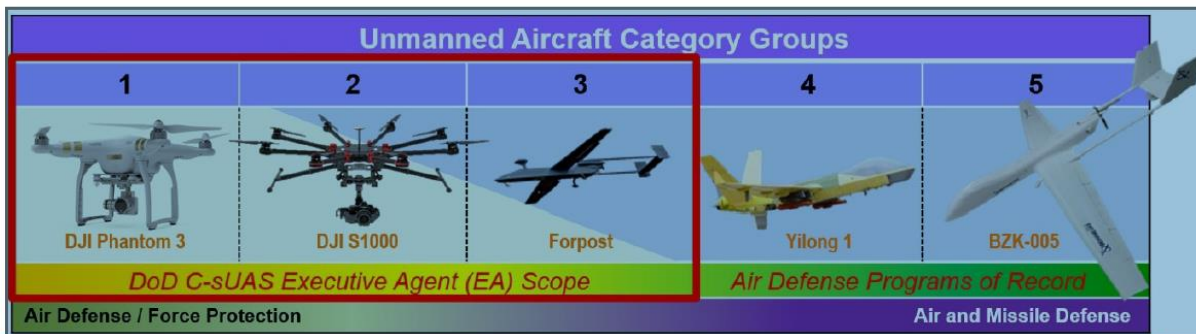 Unmanned Aircraft Category Groups
1 2 3 4 5
DJI Phantom 3 DJI S1000 Forpost Yilong 1 BZK-005
DoD C-sUAS Executive Agent (EA) Scope Air Defense Programs of Record
Air Defense / Force Protection Air and Missile Defense